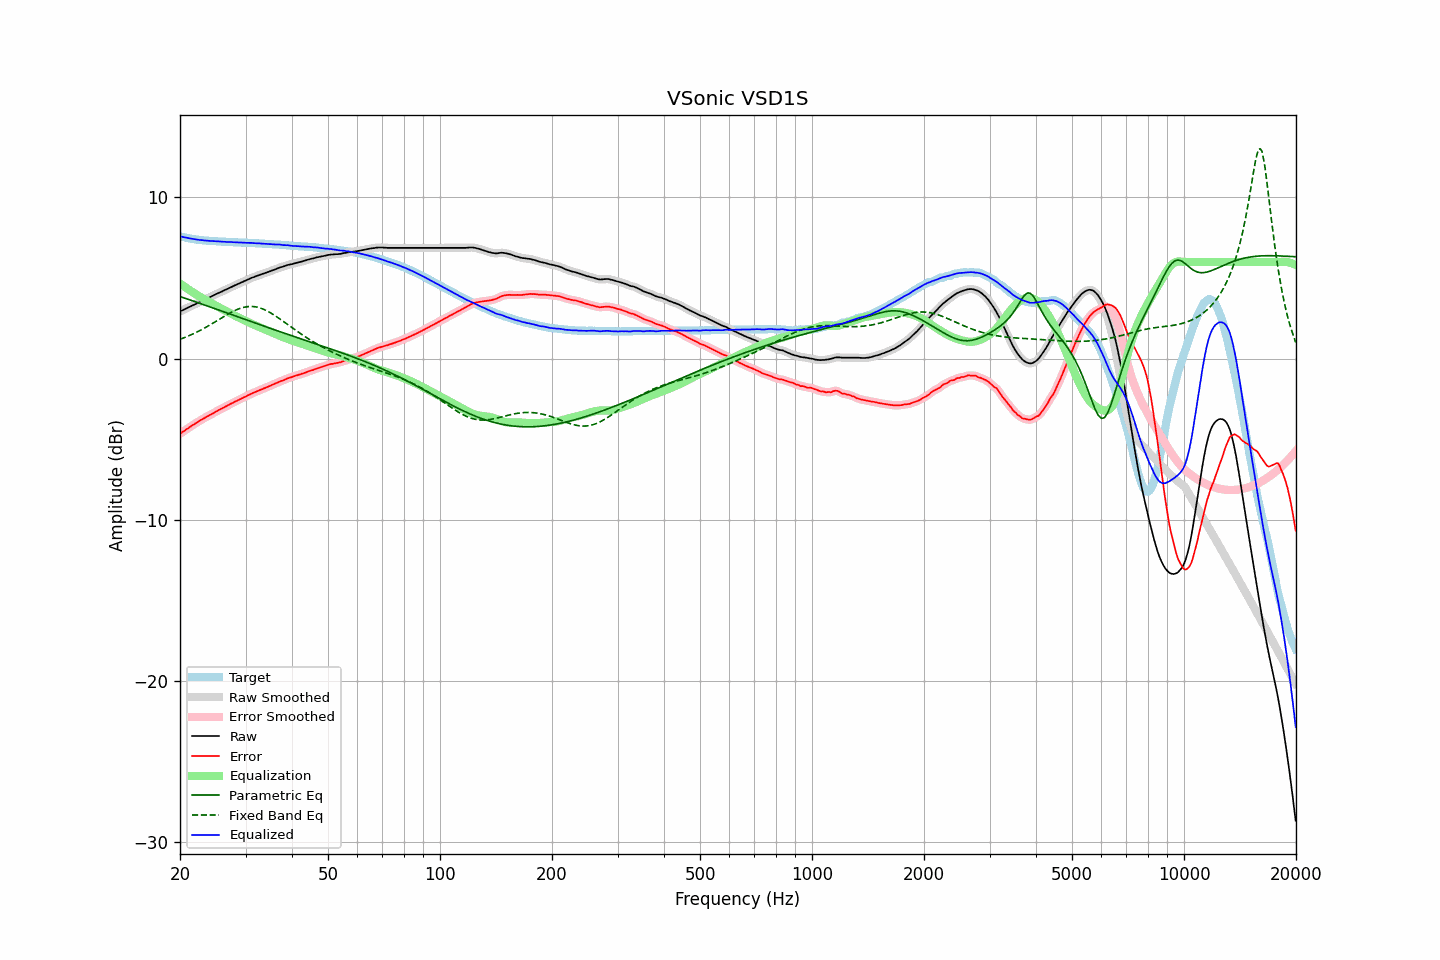 VSonic VSD1S
10
0
−10
−20
−30
Amplitude (dBr)
Target
Raw Smoothed
Error Smoothed
Raw
Error
Equalization
Parametric Eq
Fixed Band Eq
Equalized
20 50 100 200 500 1000 2000 5000 10000 20000
Frequency (Hz)